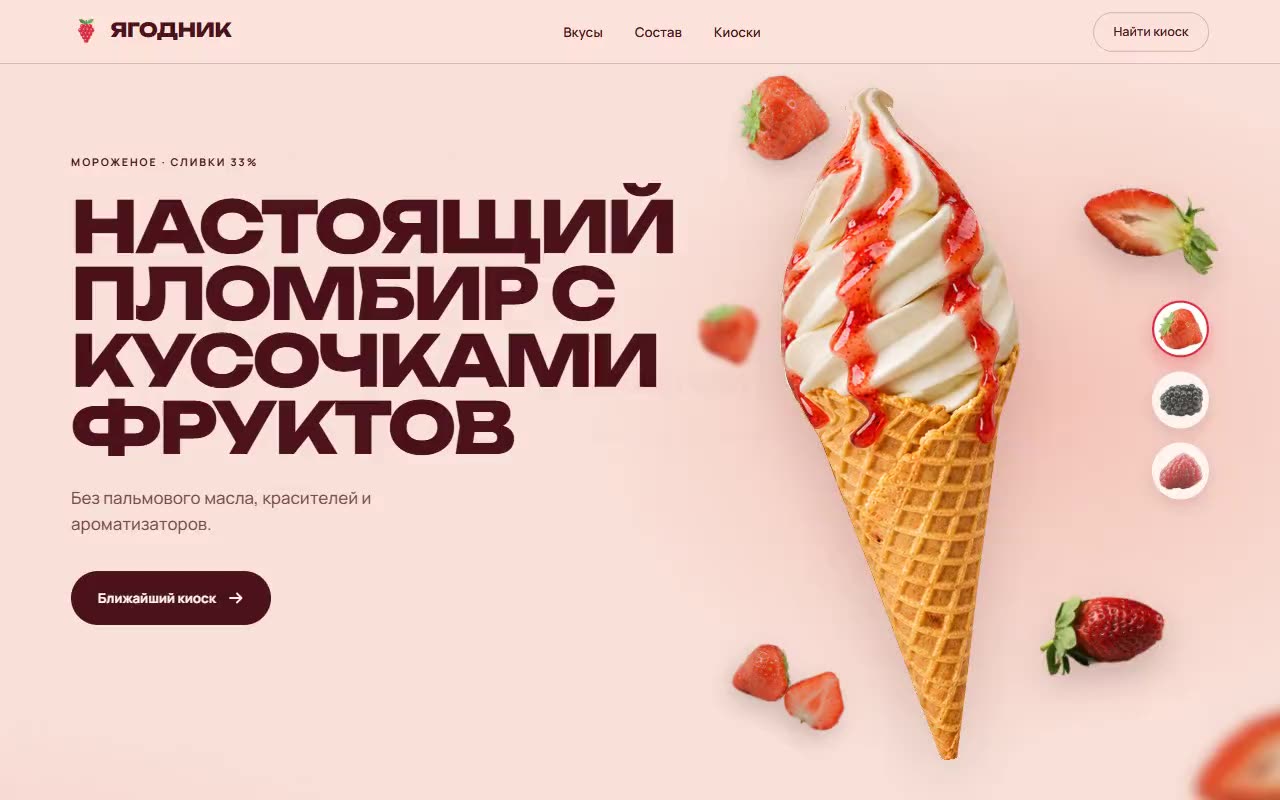 ЯГОДНИК
Вкусы
Состав
Киоски
Найти киоск
МОРОЖЕНОЕ · СЛИВКИ 33%
НАСТОЯЩИЙ
ПЛОМБИР С
КУСОЧКАМИ
ФРУКТОВ
Без пальмового масла, красителей и
ароматизаторов.
Ближайший киоск →